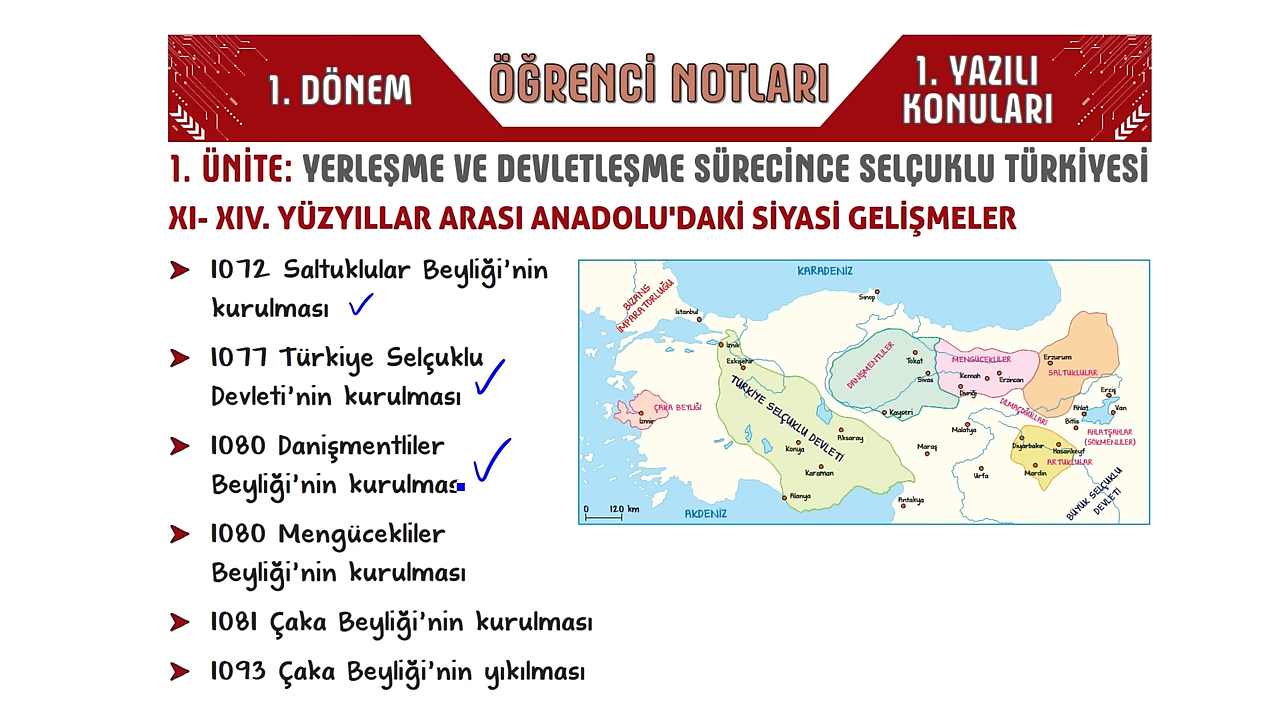 1. DÖNEM
ÖĞRENCİ NOTLARI
1. YAZILI
KONULARI
1. ÜNİTE: YERLEŞME VE DEVLETLEŞME SÜRECİNCE SELÇUKLU TÜRKİYESİ
XI- XIV. YÜZYILLAR ARASI ANADOLU'DAKİ SİYASİ GELİŞMELER
1072 Saltuklular Beyliği'nin
kurulması
1077 Türkiye Selçuklu
Devleti'nin kurulması
1080 Danişmentliler
Beyliği'nin kurulması
1080 Mengücekliler
Beyliği'nin kurulması
1081 Çaka Beyliği'nin kurulması
1093 Çaka Beyliği'nin yıkılması
KARADENİZ
BİZANS
İMPARATORLUĞU
Sinop
İstanbul
İznik
Eskişehir
DANİŞMENTLİLER
Tokat
Sivas
MENGÜCEKLİLER
Kemah
Erzincan
Divriği
Erzurum
SALTUKLULAR
Erciş
Ahlat
Van
Bitlis
AHLATŞAHLAR
(SÖKMENLİLER)
DİLMAÇOĞULLARI
ÇAKA BEYLİĞİ
İzmir
TÜRKİYE SELÇUKLU DEVLETİ
Kayseri
Aksaray
Konya
Karaman
Alanya
Malatya
Maraş
Urfa
Antakya
Diyarbakır
Hasankeyf
ARTUKLULAR
Mardin
BÜYÜK SELÇUKLU
DEVLETİ
AKDENİZ
0 120 km